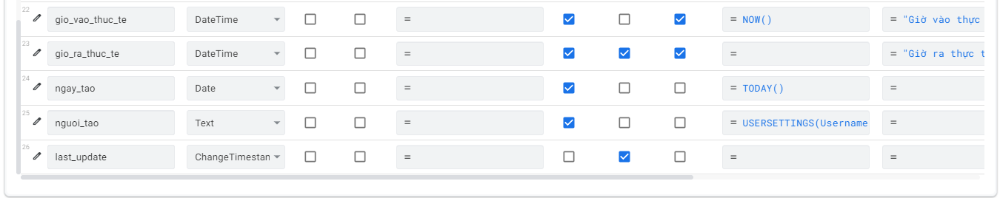 22 gio_vao_thuc_te DateTime = = NOW() = "Giờ vào thực
23 gio_ra_thuc_te DateTime = = = "Giờ ra thực t
24 ngay_tao Date = = TODAY() =
25 nguoi_tao Text = = USERSETTINGS(Username =
26 last_update ChangeTimestan = = =